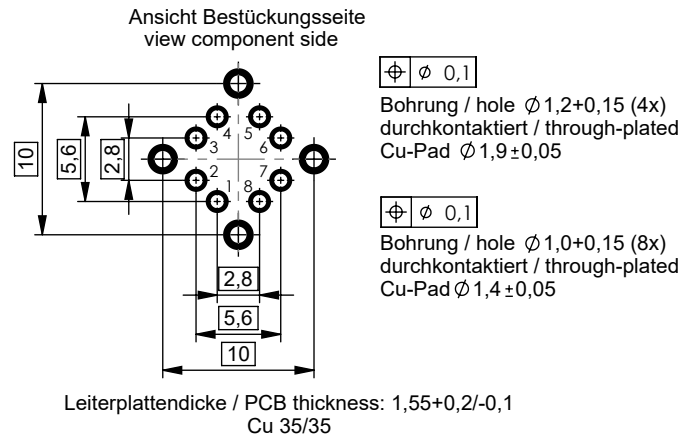 Ansicht Bestückungsseite
view component side
⌖ ⌀ 0,1
Bohrung / hole ⌀1,2+0,15 (4x)
durchkontaktiert / through-plated
Cu-Pad ⌀1,9±0,05
⌖ ⌀ 0,1
Bohrung / hole ⌀1,0+0,15 (8x)
durchkontaktiert / through-plated
Cu-Pad ⌀1,4±0,05
10
5,6
2,8
4 5
3 6
2 7
1 8
2,8
5,6
10
Leiterplattendicke / PCB thickness: 1,55+0,2/-0,1
Cu 35/35